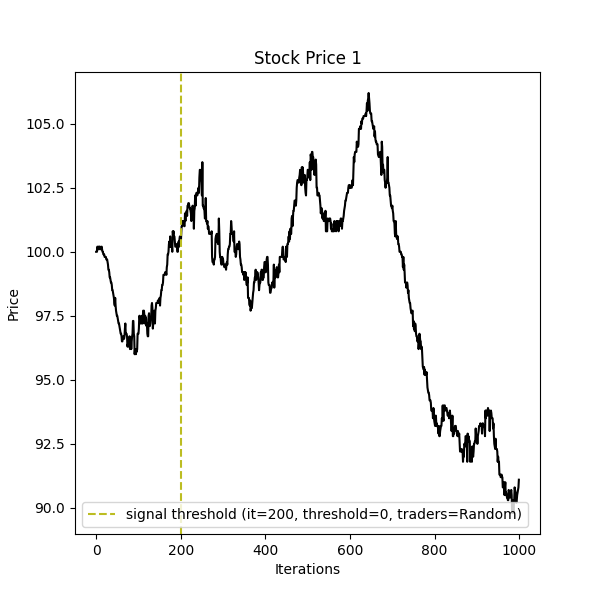 Stock Price 1
Price
105.0
102.5
100.0
97.5
95.0
92.5
90.0
signal threshold (it=200, threshold=0, traders=Random)
0 200 400 600 800 1000
Iterations